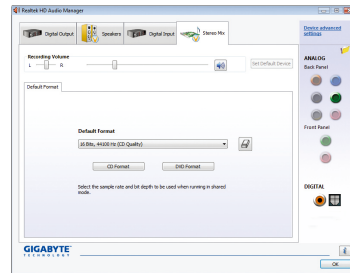 Realtek HD Audio Manager
Digital Output
Speakers
Digital Input
Stereo Mix
Device advanced
settings
Recording Volume
L
R
Set Default Device
ANALOG
Back Panel
Default Format
Default Format
16 Bits, 44100 Hz (CD Quality)
CD Format
DVD Format
Select the sample rate and bit depth to be used when running in shared
mode.
Front Panel
DIGITAL
GIGABYTE
TECHNOLOGY
i
OK